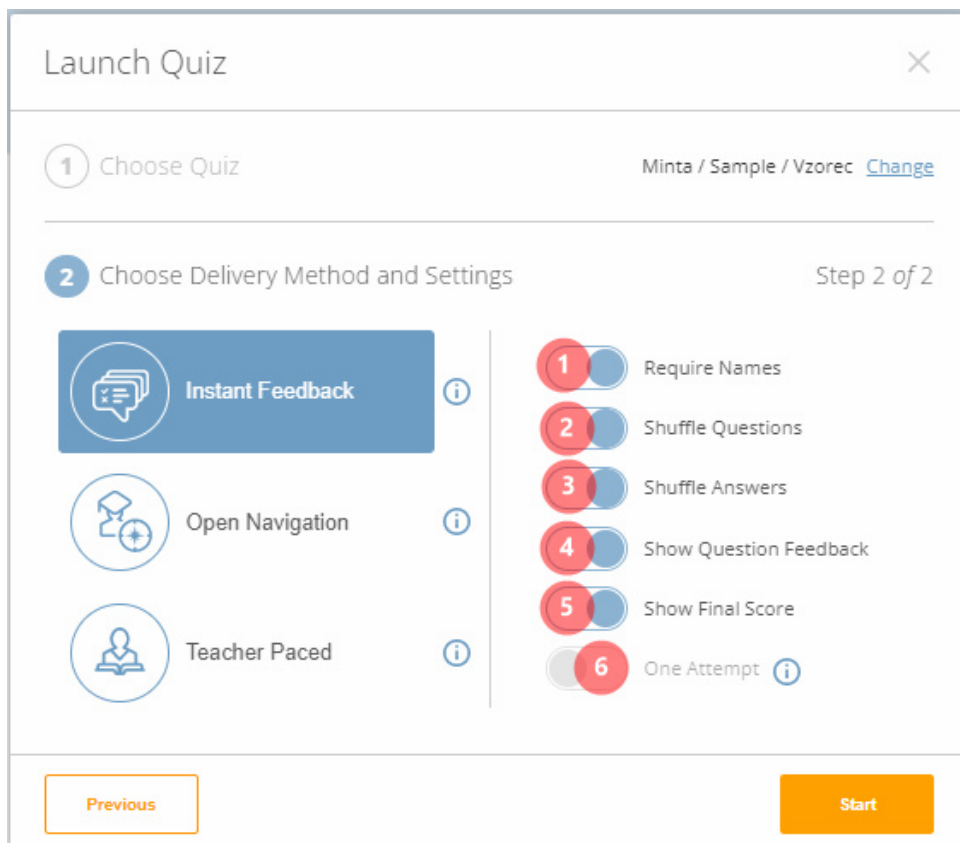 Launch Quiz
1 Choose Quiz
Minta / Sample / Vzorec Change
2 Choose Delivery Method and Settings
Step 2 of 2
Instant Feedback
Open Navigation
Teacher Paced
1 Require Names
2 Shuffle Questions
3 Shuffle Answers
4 Show Question Feedback
5 Show Final Score
6 One Attempt
Previous
Start